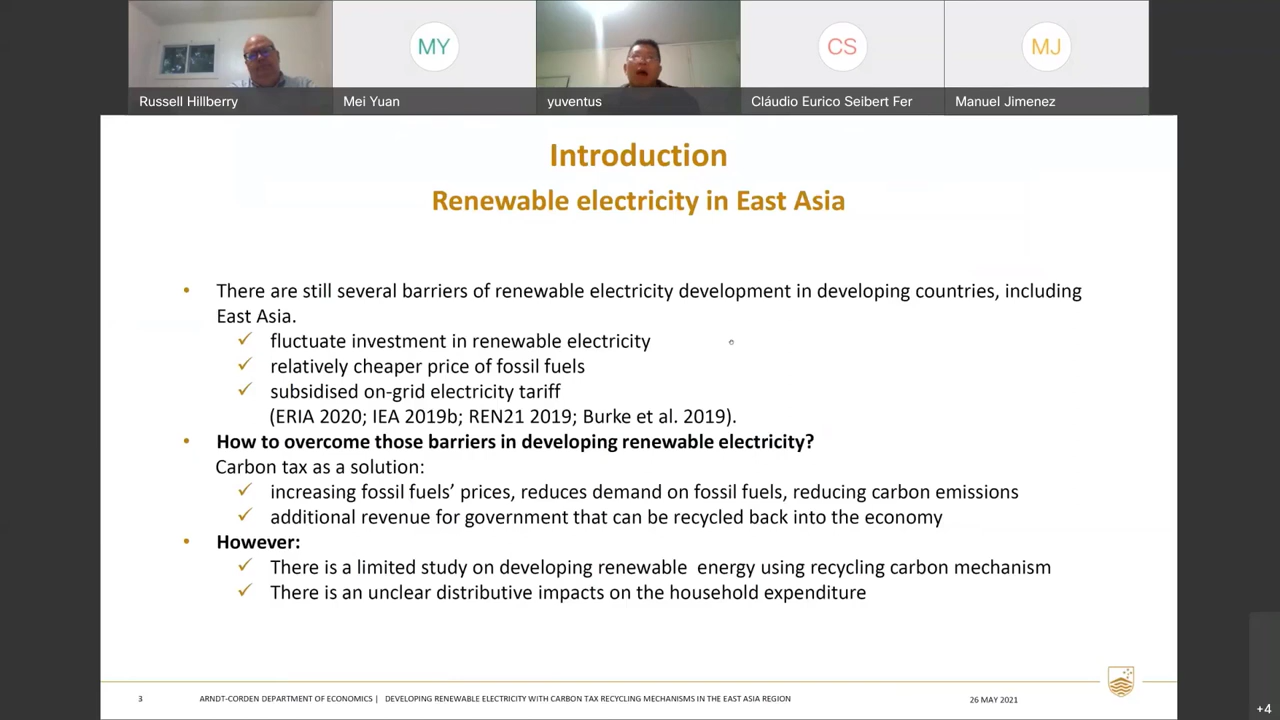 MY
CS
MJ
Russell Hillberry
Mei Yuan
yuventus
Cláudio Eurico Seibert Fer
Manuel Jimenez
Introduction
Renewable electricity in East Asia
• There are still several barriers of renewable electricity development in developing countries, including
East Asia.
✓ fluctuate investment in renewable electricity
✓ relatively cheaper price of fossil fuels
✓ subsidised on-grid electricity tariff
(ERIA 2020; IEA 2019b; REN21 2019; Burke et al. 2019).
• How to overcome those barriers in developing renewable electricity?
Carbon tax as a solution:
✓ increasing fossil fuels' prices, reduces demand on fossil fuels, reducing carbon emissions
✓ additional revenue for government that can be recycled back into the economy
• However:
✓ There is a limited study on developing renewable energy using recycling carbon mechanism
✓ There is an unclear distributive impacts on the household expenditure
3 ARNDT-CORDEN DEPARTMENT OF ECONOMICS | DEVELOPING RENEWABLE ELECTRICITY WITH CARBON TAX RECYCLING MECHANISMS IN THE EAST ASIA REGION 26 MAY 2021
+4